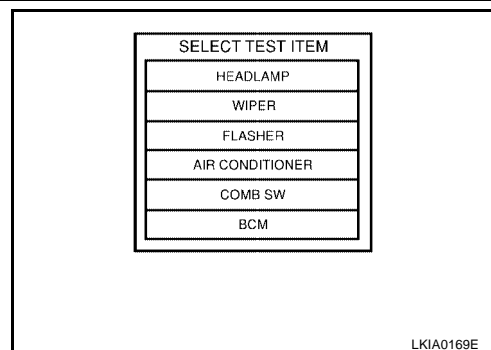 SELECT TEST ITEM
HEADLAMP
WIPER
FLASHER
AIR CONDITIONER
COMB SW
BCM
LKIA0169E